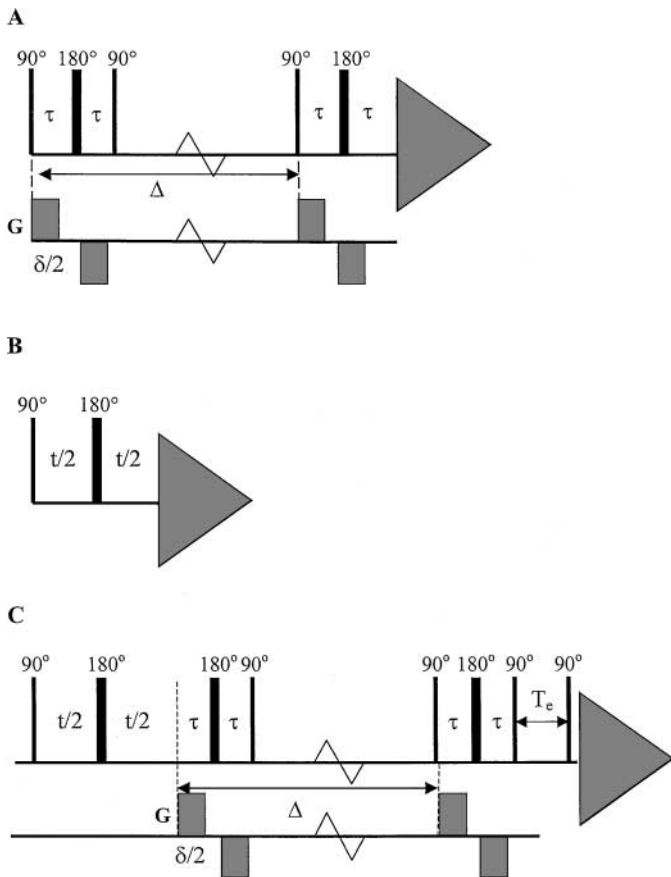 A
90° 180° 90° 90° 180°
τ τ τ τ
Δ
G
δ/2
B
90° 180°
t/2 t/2
C
90° 180° 180° 90° 90° 180° 90° 90°
t/2 t/2 τ τ τ τ Te
Δ
G
δ/2